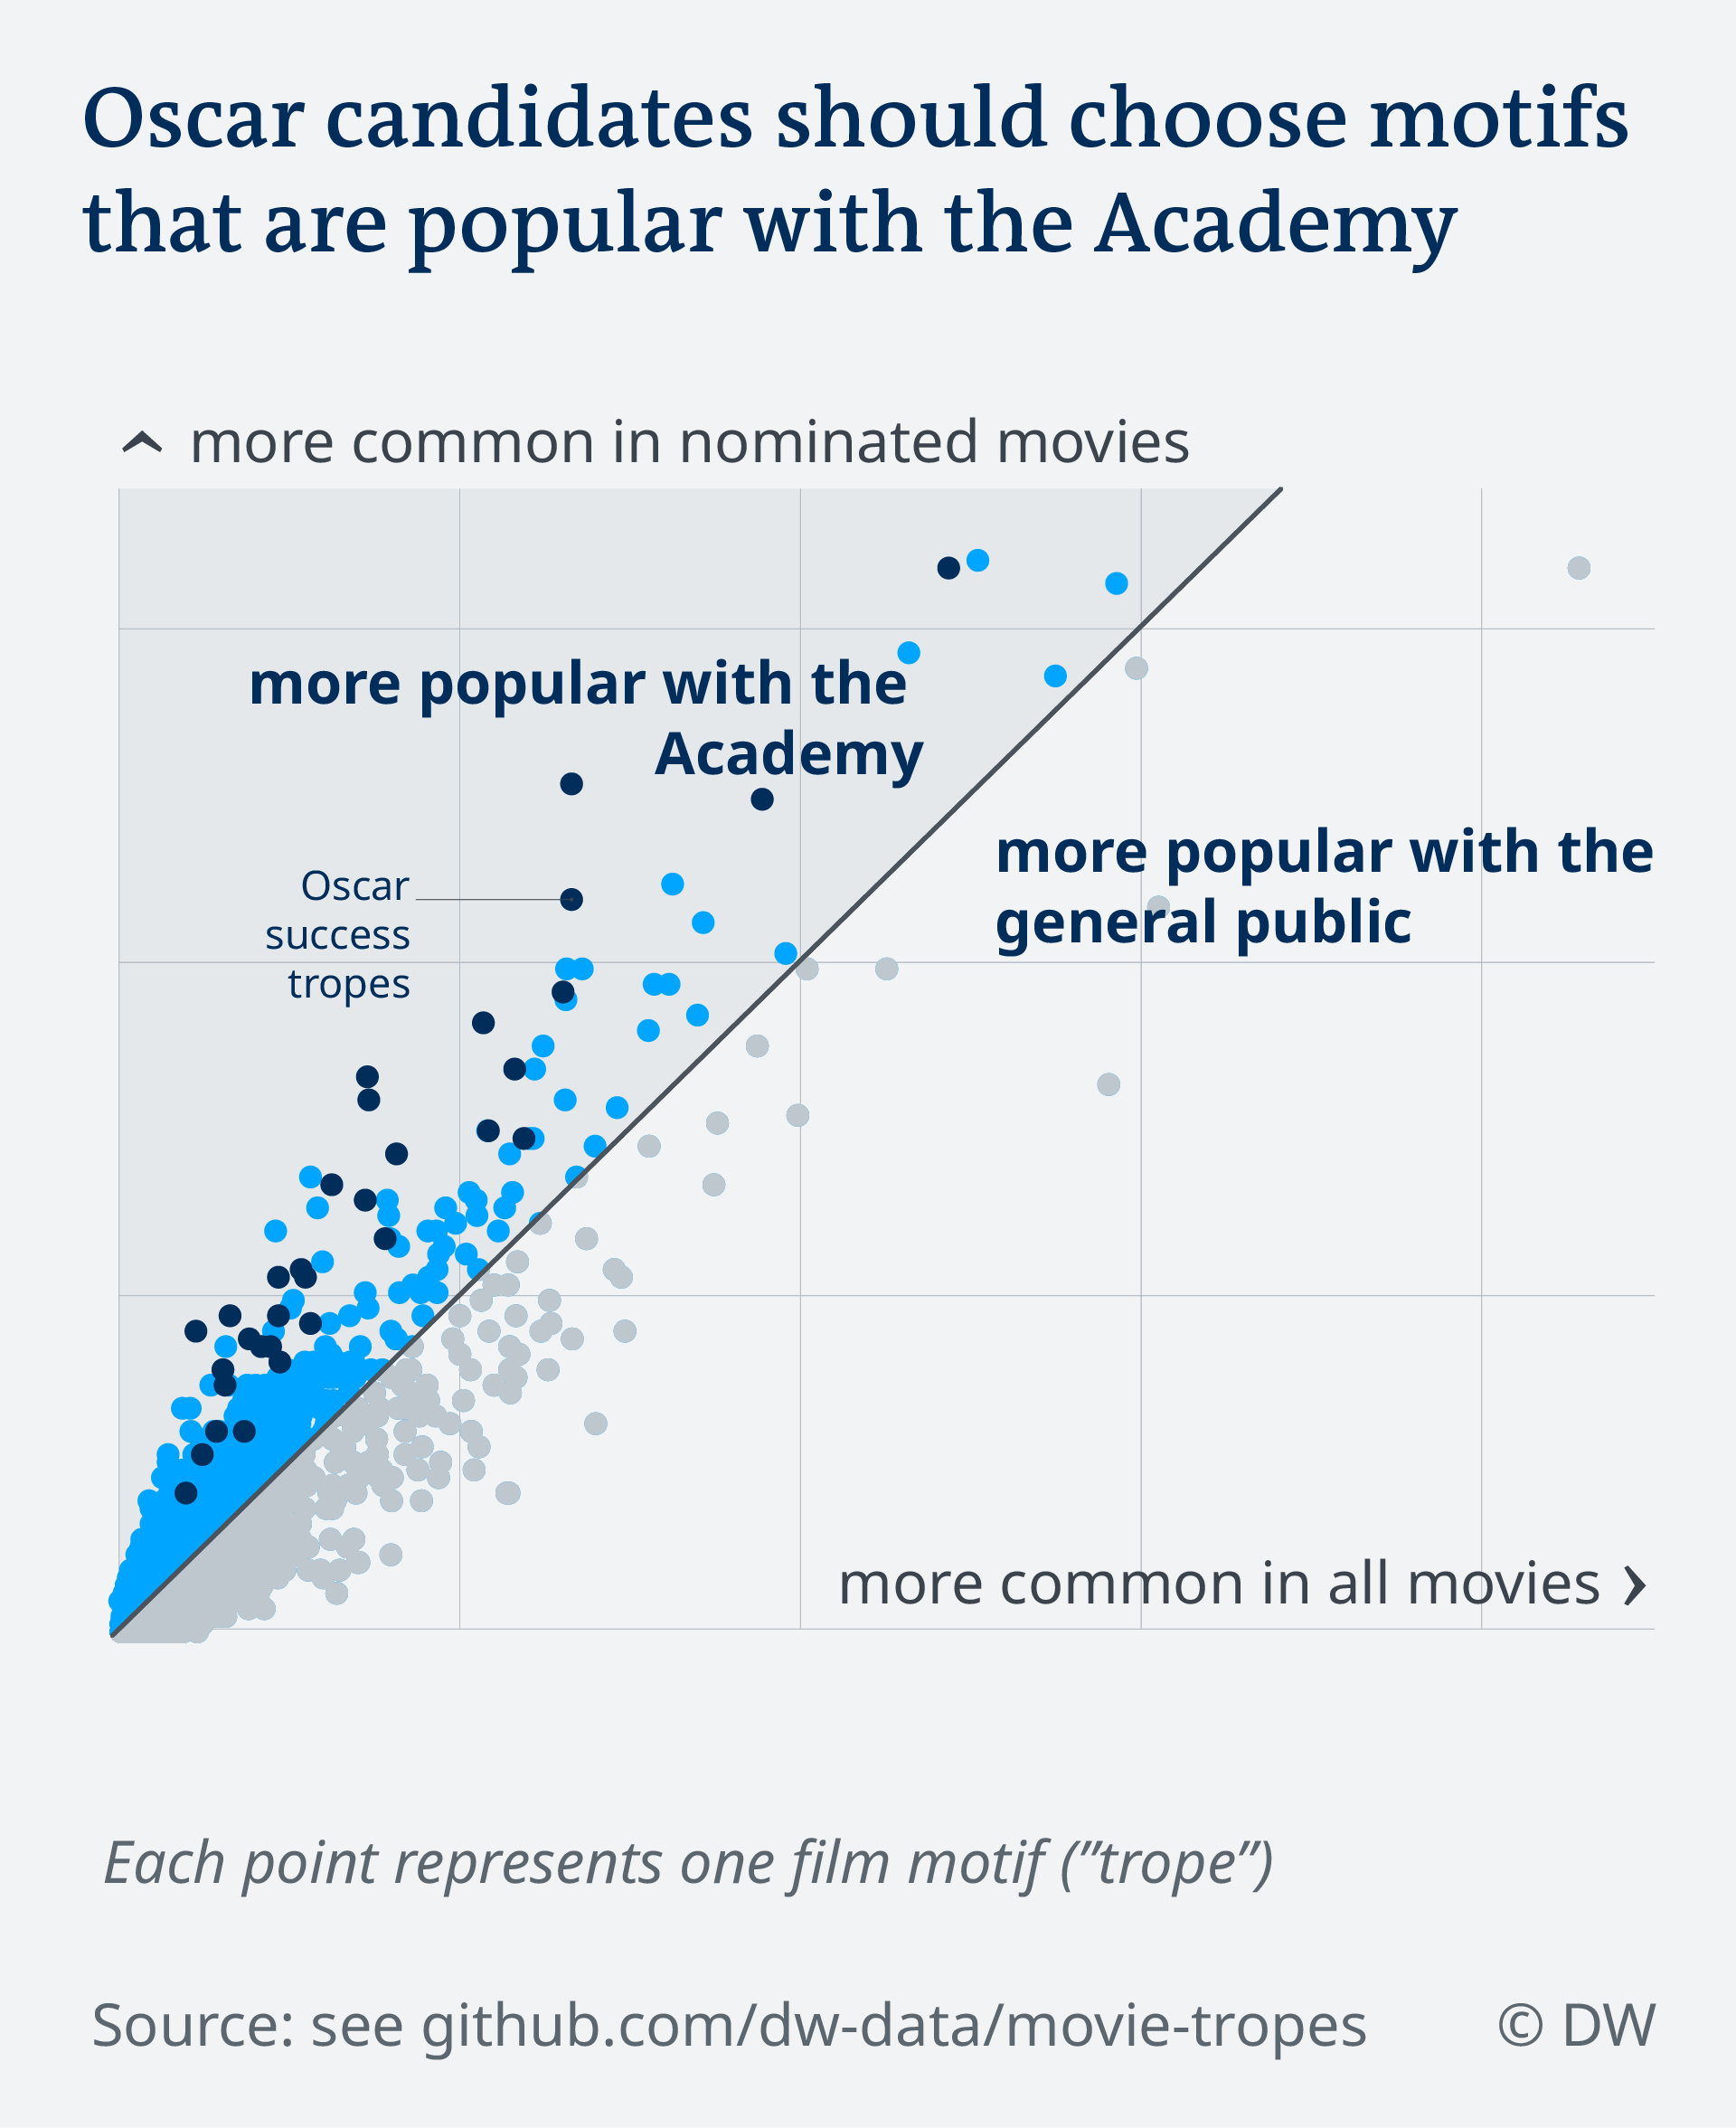 Oscar candidates should choose motifs
that are popular with the Academy
more common in nominated movies
more popular with the
Academy
more popular with the
general public
Oscar
success
tropes
more common in all movies
Each point represents one film motif ("trope")
Source: see github.com/dw-data/movie-tropes © DW